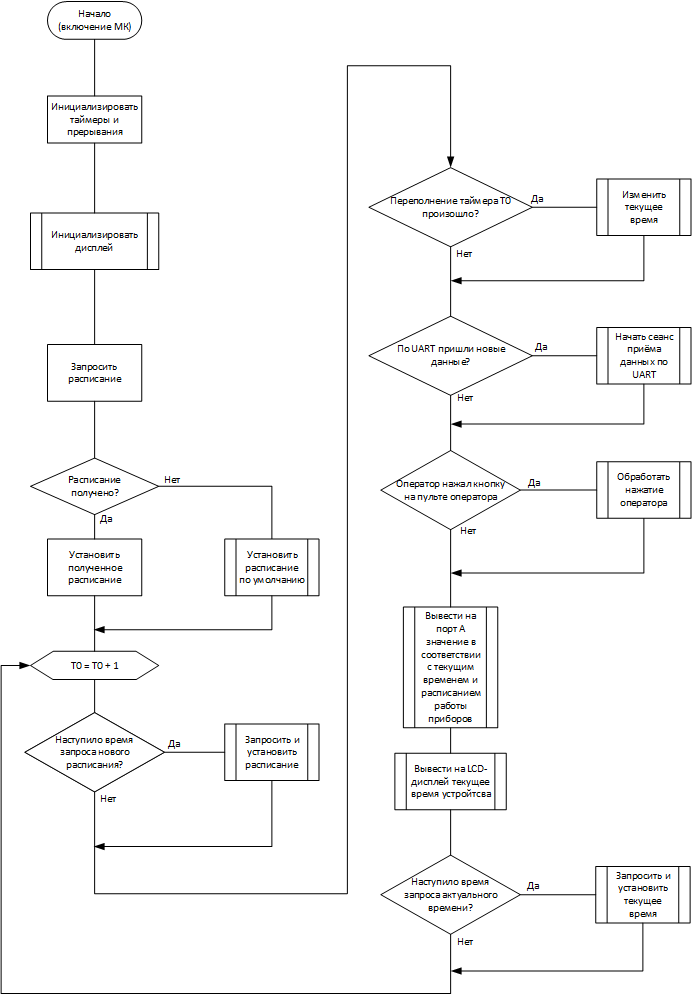 Начало
(включение МК)
Инициализировать
таймеры и
прерывания
Инициализировать
дисплей
Запросить
расписание
Расписание
получено?
Нет
Да
Установить
полученное
расписание
Установить
расписание
по умолчанию
T0 = T0 + 1
Наступило время
запроса нового
расписания?
Да
Запросить и
установить
расписание
Нет
Переполнение таймера T0
произошло?
Да
Изменить
текущее
время
Нет
По UART пришли новые
данные?
Да
Начать сеанс
приёма
данных по
UART
Нет
Оператор нажал кнопку
на пульте оператора
Да
Обработать
нажатие
оператора
Нет
Вывести на
порт А
значение в
соответствии
с текущим
временем и
расписанием
работы
приборов
Вывести на LCD-
дисплей текущее
время устройтсва
Наступило время
запроса актуального
времени?
Да
Запросить и
установить
текущее
время
Нет